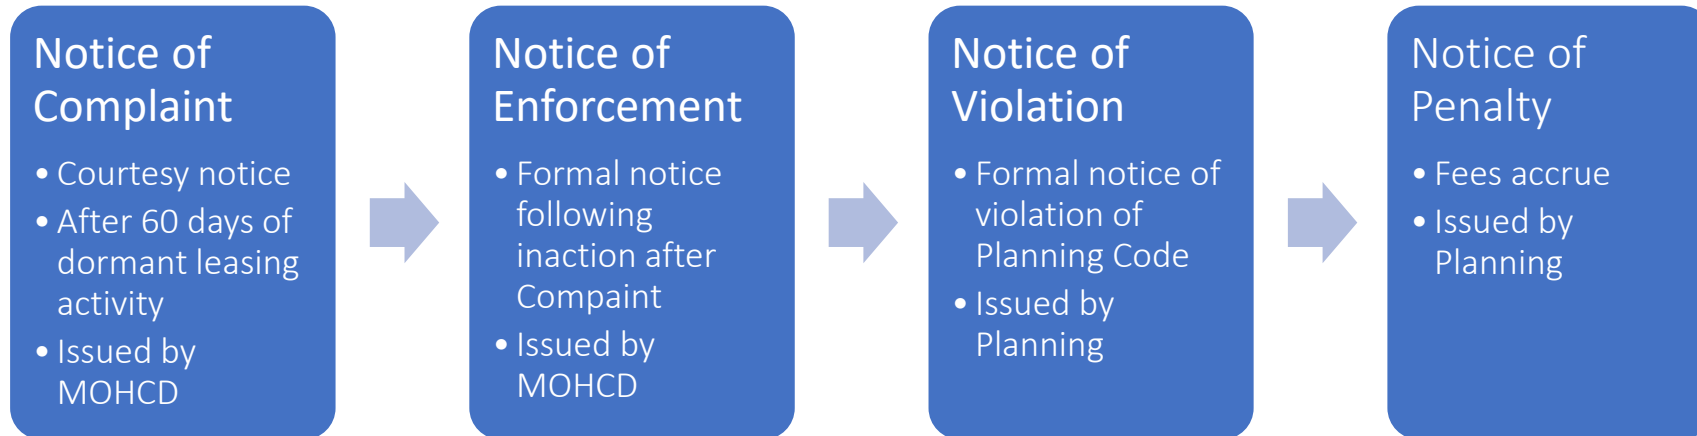 Notice of
Complaint
• Courtesy notice
• After 60 days of
dormant leasing
activity
• Issued by
MOHCD
Notice of
Enforcement
• Formal notice
following
inaction after
Compaint
• Issued by
MOHCD
Notice of
Violation
• Formal notice of
violation of
Planning Code
• Issued by
Planning
Notice of
Penalty
• Fees accrue
• Issued by
Planning